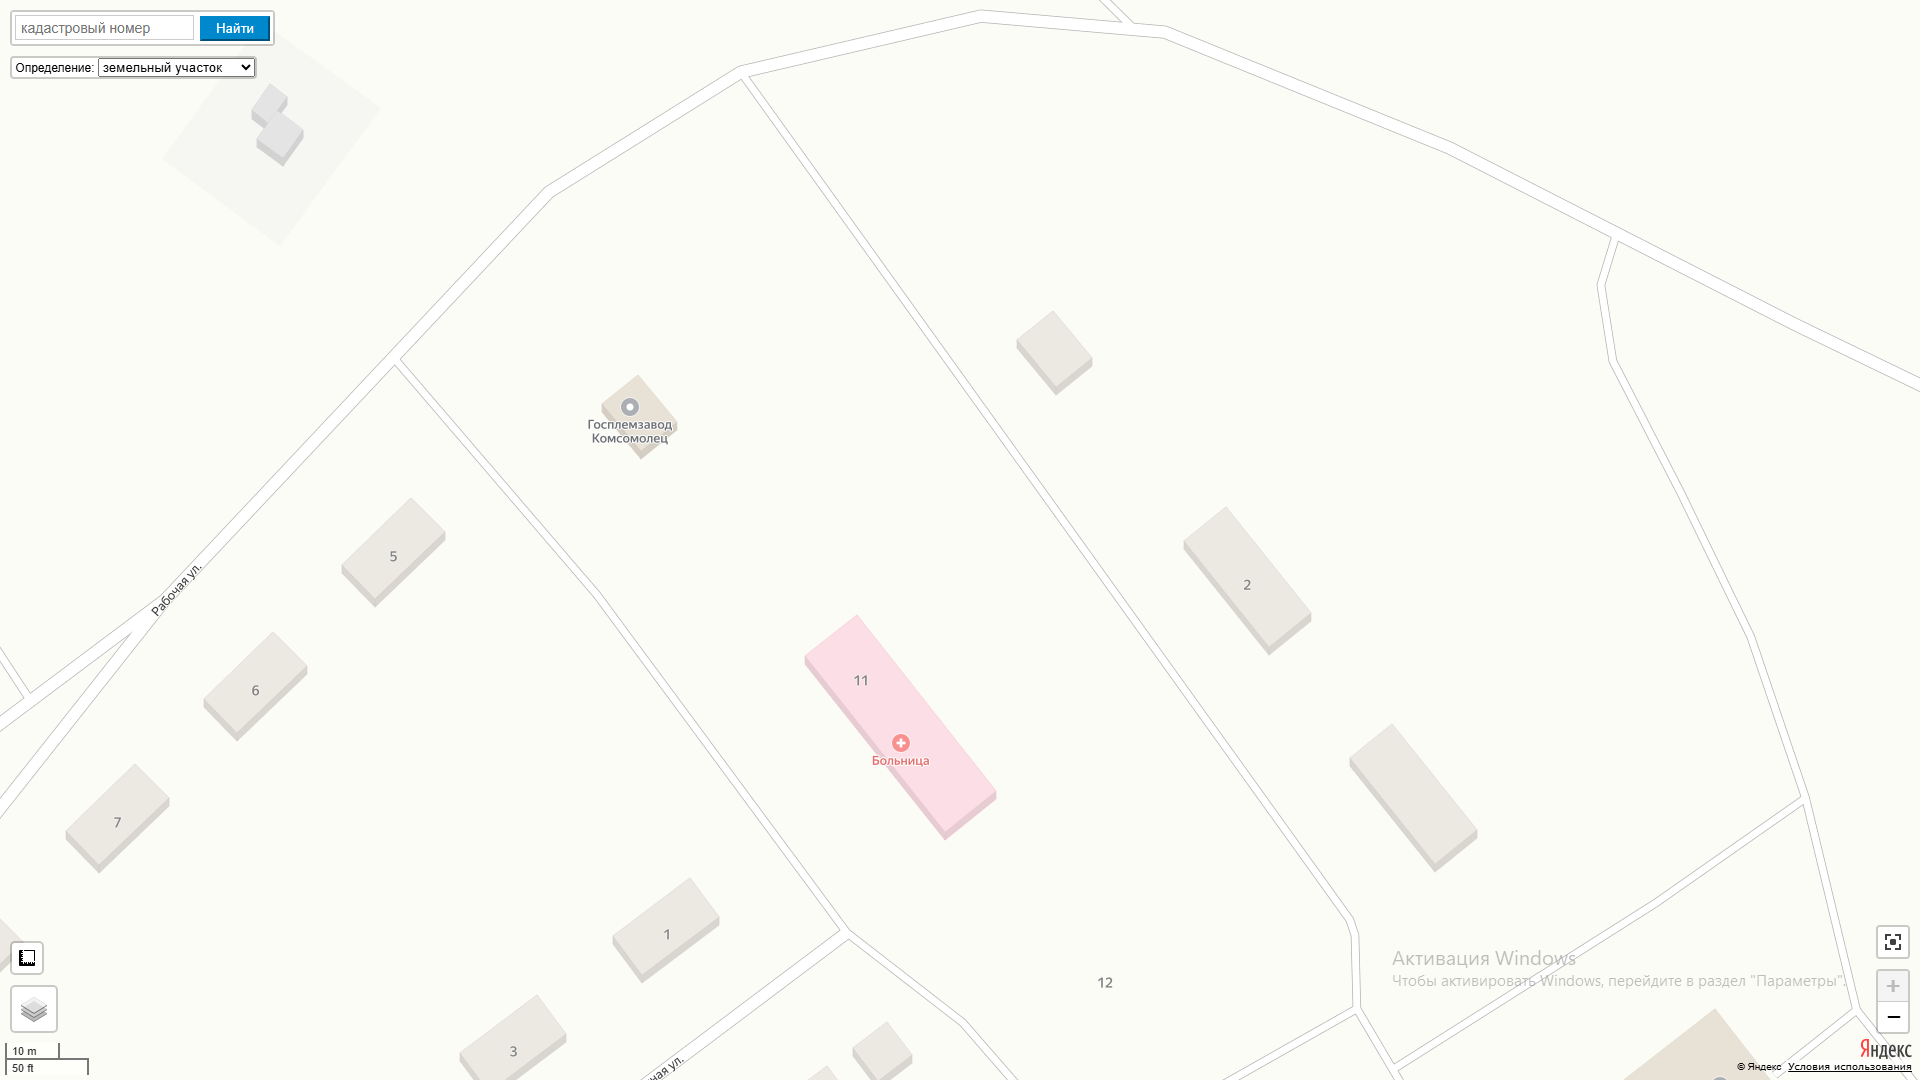 кадастровый номер
Найти
Определение: земельный участок
Госплемзавод
Комсомолец
5
2
Рабочая ул.
11
6
Больница
7
1
12
Активация Windows
Чтобы активировать Windows, перейдите в раздел "Параметры".
3
10 m
50 ft
Яндекс
© Яндекс Условия использования